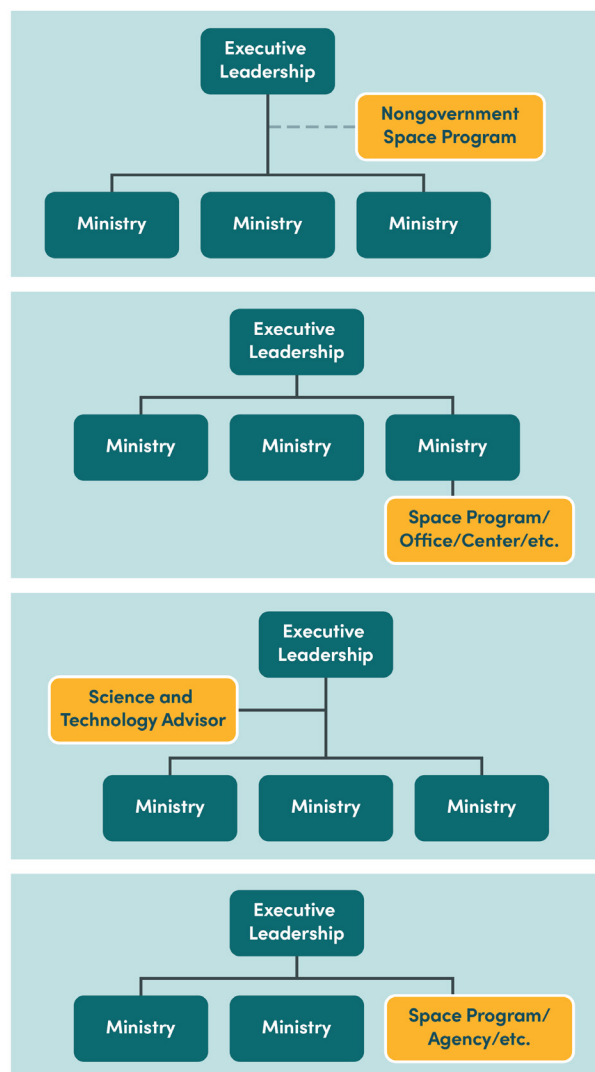 Executive
Leadership
Nongovernment
Space Program
Ministry
Ministry
Ministry
Executive
Leadership
Ministry
Ministry
Ministry
Space Program/
Office/Center/etc.
Executive
Leadership
Science and
Technology Advisor
Ministry
Ministry
Ministry
Executive
Leadership
Ministry
Ministry
Space Program/
Agency/etc.